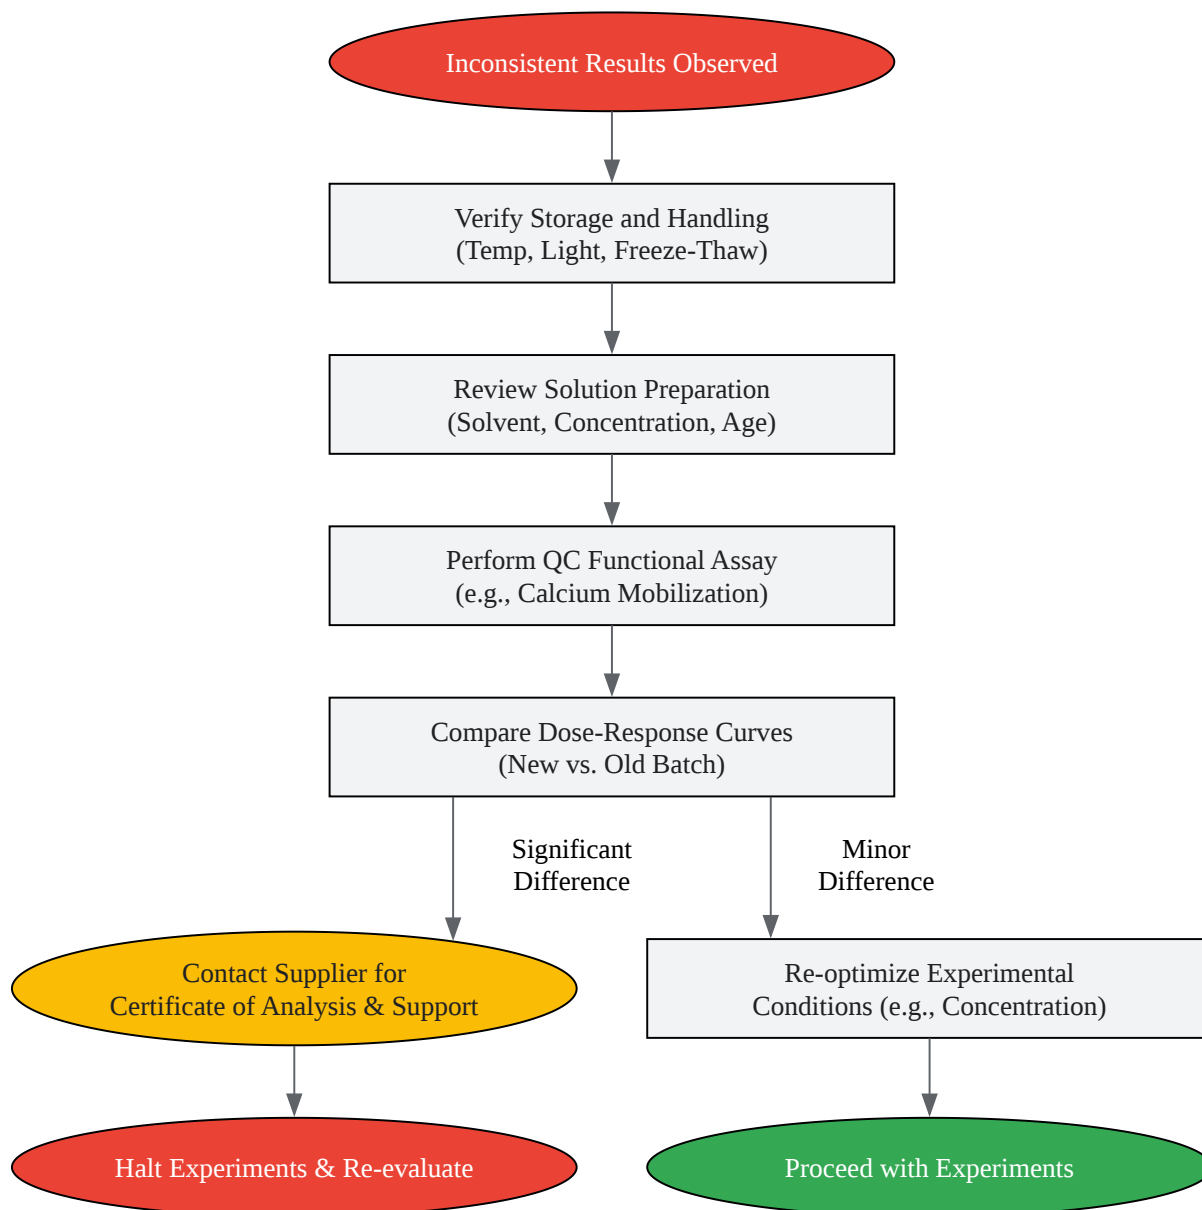 Inconsistent Results Observed
Verify Storage and Handling
(Temp, Light, Freeze-Thaw)
Review Solution Preparation
(Solvent, Concentration, Age)
Perform QC Functional Assay
(e.g., Calcium Mobilization)
Compare Dose-Response Curves
(New vs. Old Batch)
Significant
Difference
Minor
Difference
Contact Supplier for
Certificate of Analysis & Support
Re-optimize Experimental
Conditions (e.g., Concentration)
Halt Experiments & Re-evaluate
Proceed with Experiments